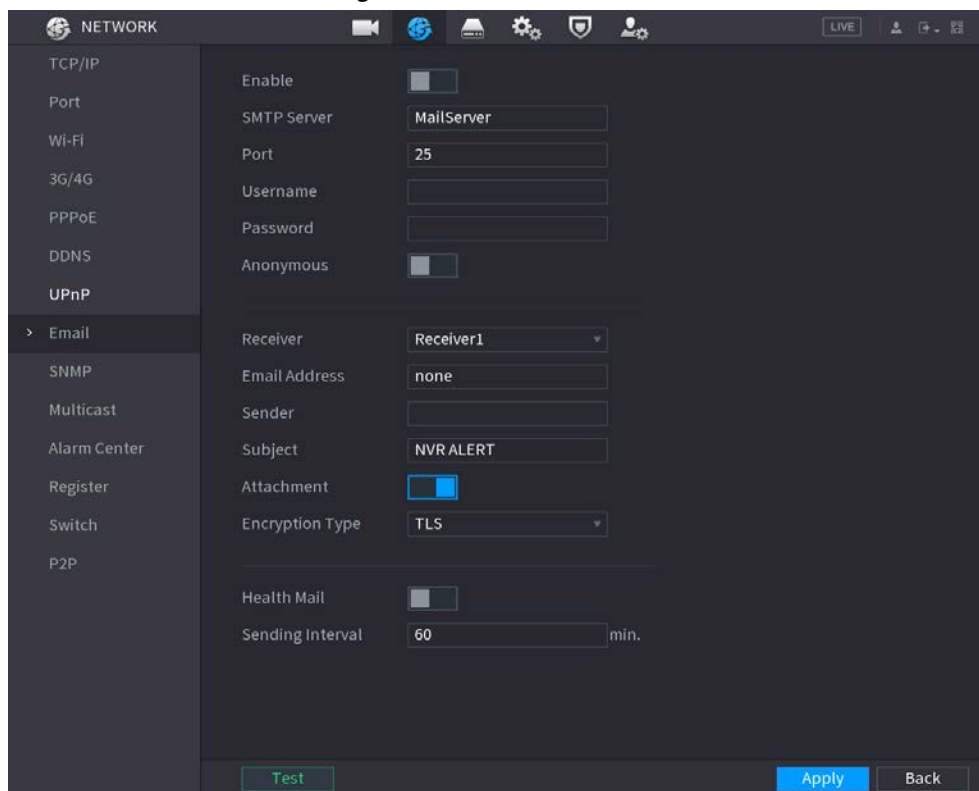 NETWORK
LIVE
TCP/IP
Port
Wi-Fi
3G/4G
PPPoE
DDNS
UPnP
Email
SNMP
Multicast
Alarm Center
Register
Switch
P2P
Enable
SMTP Server MailServer
Port 25
Username
Password
Anonymous
Receiver Receiver1
Email Address none
Sender
Subject NVR ALERT
Attachment
Encryption Type TLS
Health Mail
Sending Interval 60 min.
Test
Apply
Back